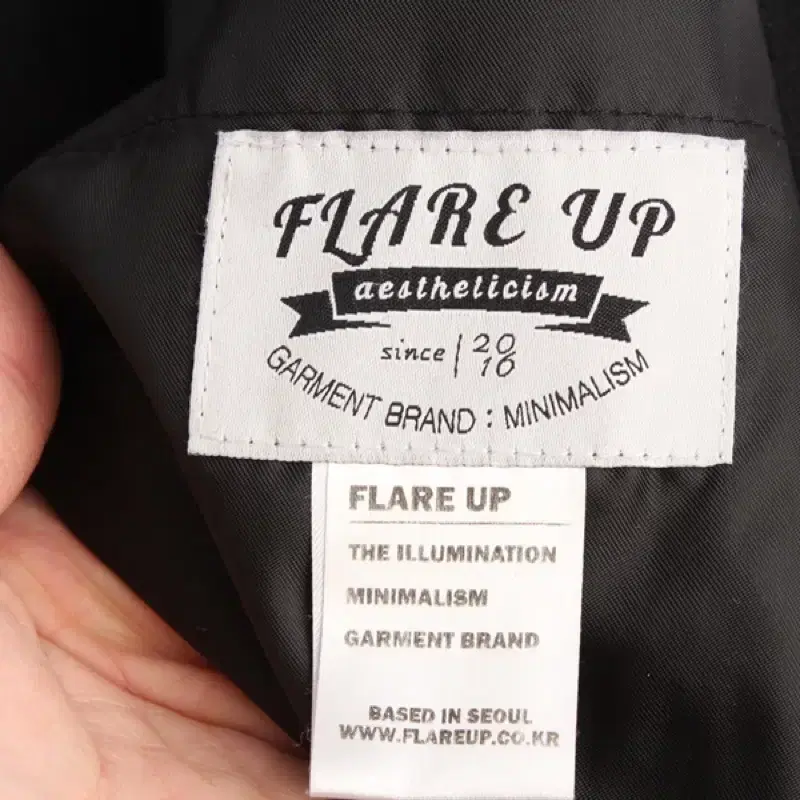 FLARE UP
aestheticism
since | 20
10
GARMENT BRAND : MINIMALISM
FLARE UP
THE ILLUMINATION
MINIMALISM
GARMENT BRAND
BASED IN SEOUL
WWW.FLAREUP.CO.KR